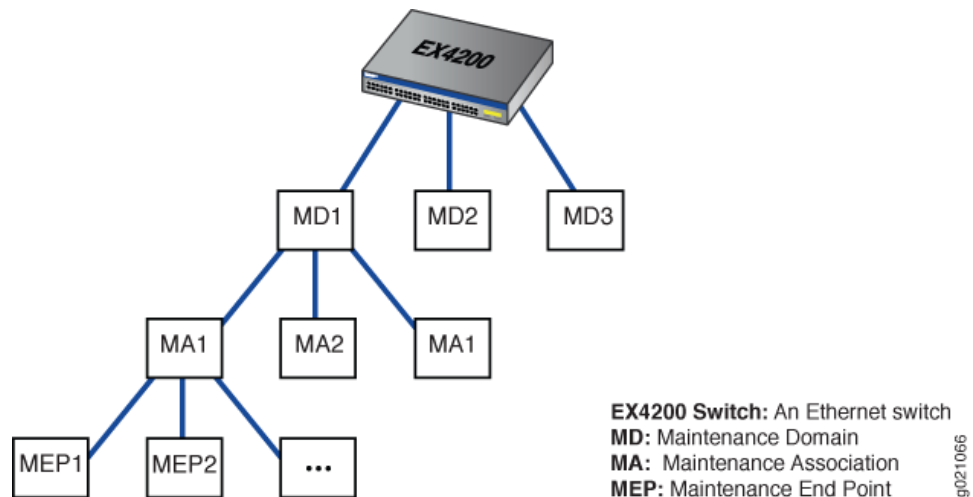 EX4200
MD1
MD2
MD3
MA1
MA2
MA1
MEP1
MEP2
...
EX4200 Switch: An Ethernet switch
MD: Maintenance Domain
MA: Maintenance Association
MEP: Maintenance End Point
g021066